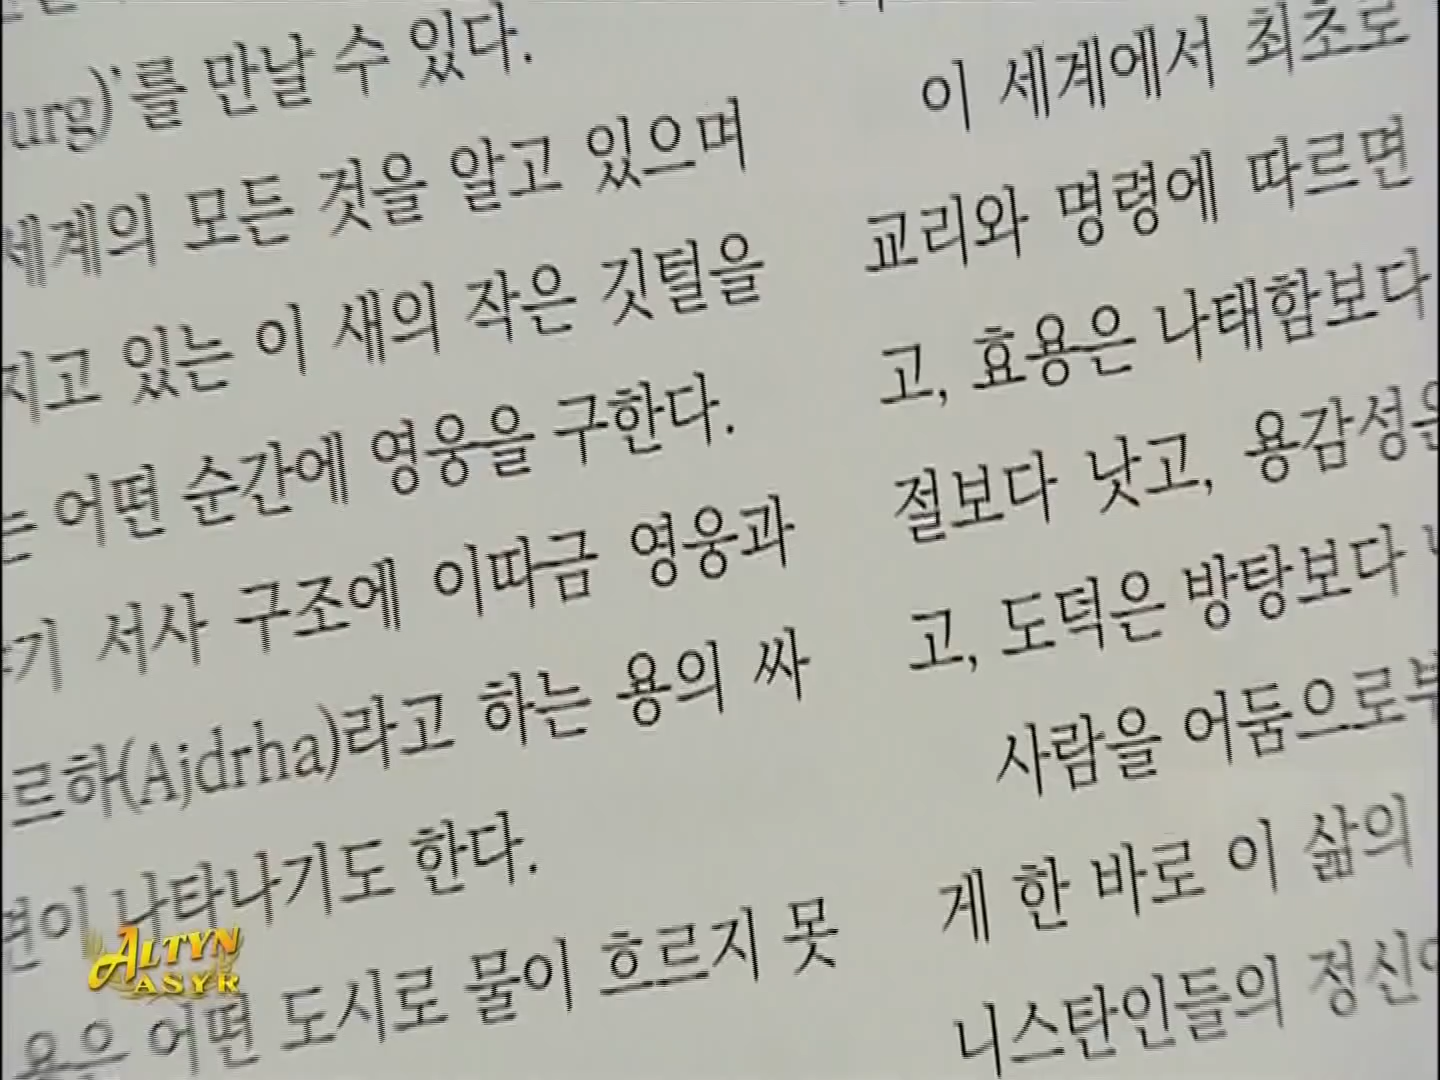 urg)'를 만날 수 있다.
세계의 모든 것을 알고 있으며
지고 있는 이 새의 작은 깃털을
는 어떤 순간에 영웅을 구한다.
기 서사 구조에 이따금 영웅과
르하(Ajdrha)라고 하는 용의 싸
면이 나타나기도 한다.
용은 어떤 도시로 물이 흐르지 못
이 세계에서 최초로
교리와 명령에 따르면
고, 효용은 나태함보다
절보다 낫고, 용감성은
고, 도덕은 방탕보다
사람을 어둠으로부
게 한 바로 이 삶의
니스탄인들의 정신
ALTYN
ASYR